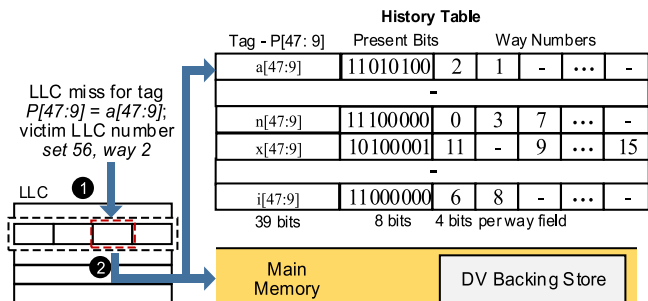 History Table
Tag - P[47: 9] Present Bits Way Numbers
a[47:9] 11010100 2 1 - ... -
-
n[47:9] 11100000 0 3 7 ... -
x[47:9] 10100001 11 - 9 ... 15
-
i[47:9] 11000000 6 8 - ... -
39 bits 8 bits 4 bits per way field
LLC miss for tag
P[47:9] = a[47:9];
victim LLC number
set 56, way 2
LLC 1
2
Main
Memory
DV Backing Store